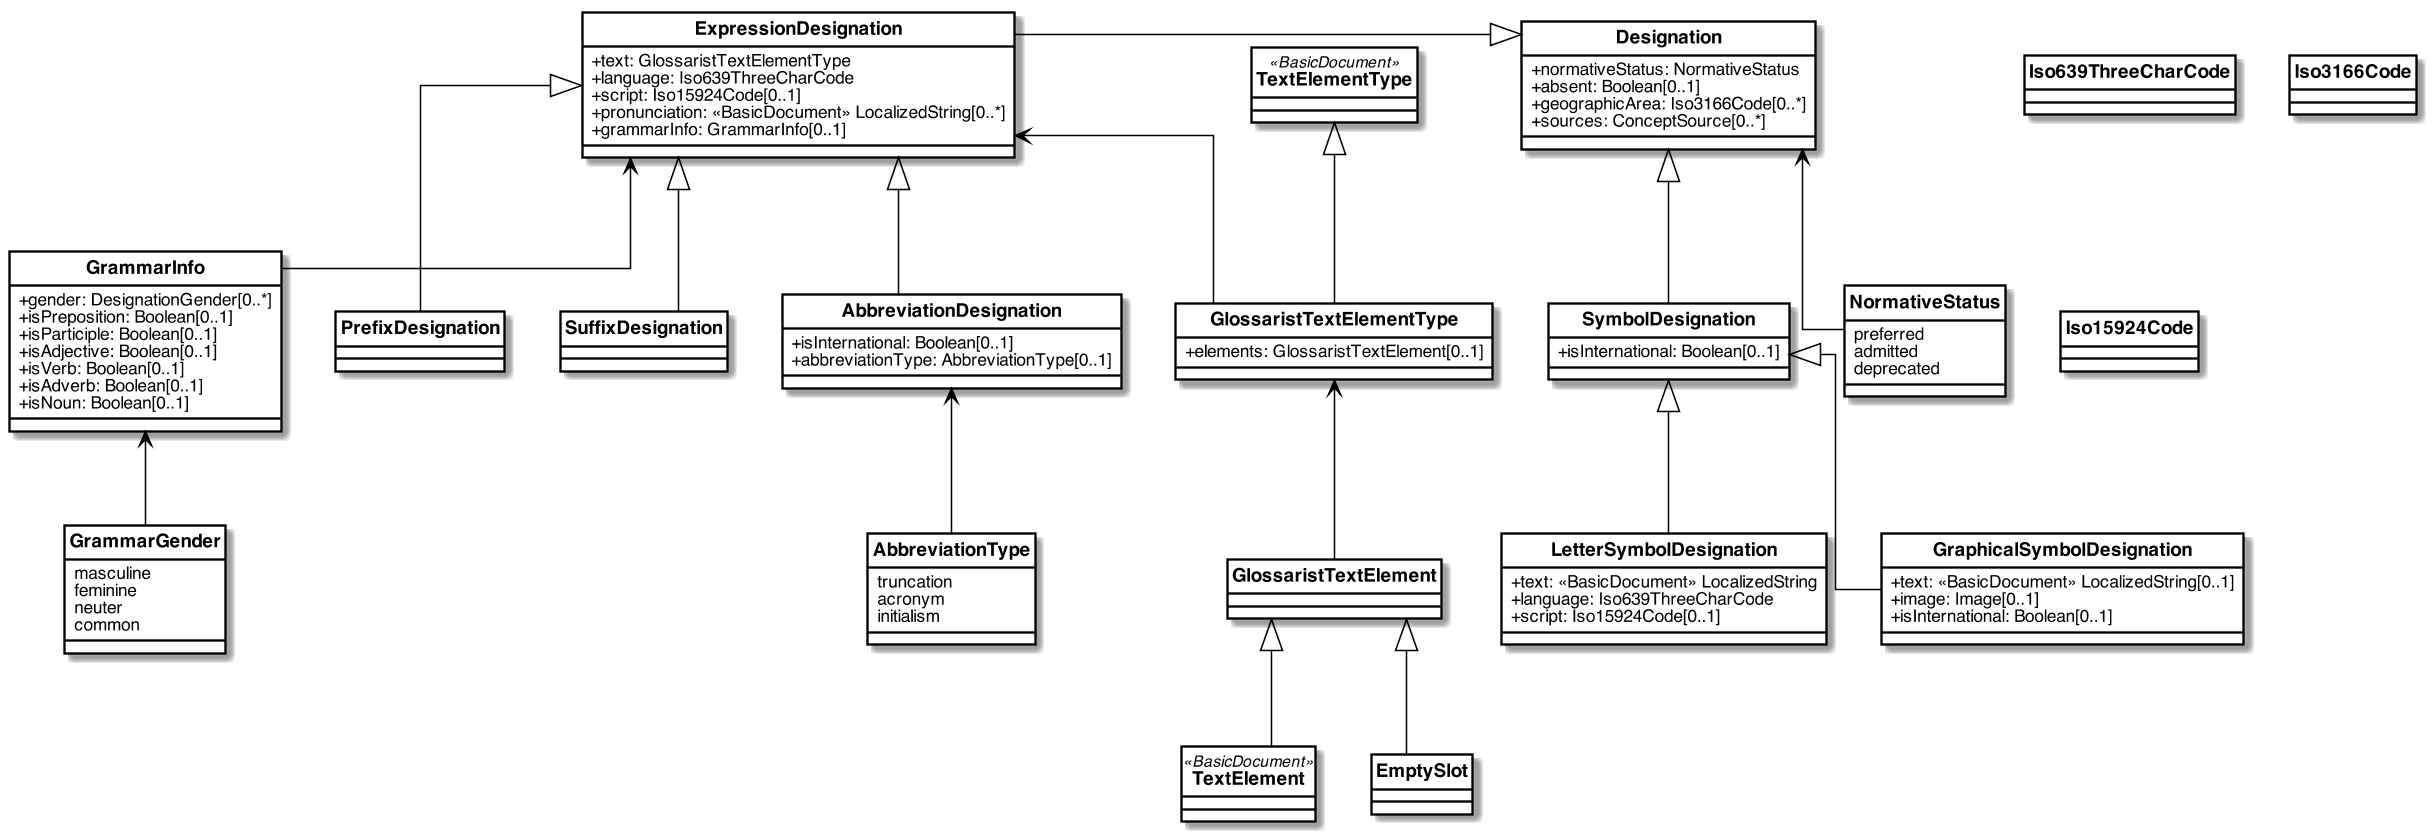 ExpressionDesignation
+text: GlossaristTextElementType
+language: Iso639ThreeCharCode
+script: Iso15924Code[0..1]
+pronunciation: «BasicDocument» LocalizedString[0..*]
+grammarInfo: GrammarInfo[0..1]
«BasicDocument»
TextElementType
Designation
+normativeStatus: NormativeStatus
+absent: Boolean[0..1]
+geographicArea: Iso3166Code[0..*]
+sources: ConceptSource[0..*]
Iso639ThreeCharCode
Iso3166Code
GrammarInfo
+gender: DesignationGender[0..*]
+isPreposition: Boolean[0..1]
+isParticiple: Boolean[0..1]
+isAdjective: Boolean[0..1]
+isVerb: Boolean[0..1]
+isAdverb: Boolean[0..1]
+isNoun: Boolean[0..1]
PrefixDesignation
SuffixDesignation
AbbreviationDesignation
+isInternational: Boolean[0..1]
+abbreviationType: AbbreviationType[0..1]
GlossaristTextElementType
+elements: GlossaristTextElement[0..1]
SymbolDesignation
+isInternational: Boolean[0..1]
NormativeStatus
preferred
admitted
deprecated
Iso15924Code
GrammarGender
masculine
feminine
neuter
common
AbbreviationType
truncation
acronym
initialism
GlossaristTextElement
LetterSymbolDesignation
+text: «BasicDocument» LocalizedString
+language: Iso639ThreeCharCode
+script: Iso15924Code[0..1]
GraphicalSymbolDesignation
+text: «BasicDocument» LocalizedString[0..1]
+image: Image[0..1]
+isInternational: Boolean[0..1]
«BasicDocument»
TextElement
EmptySlot